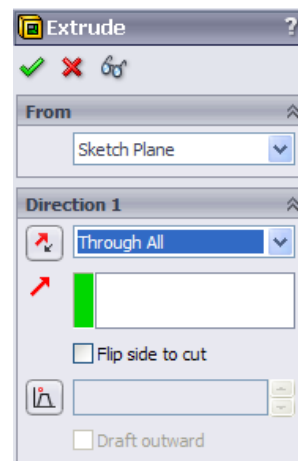 Extrude ?
From
Sketch Plane
Direction 1
Through All
Flip side to cut
Draft outward